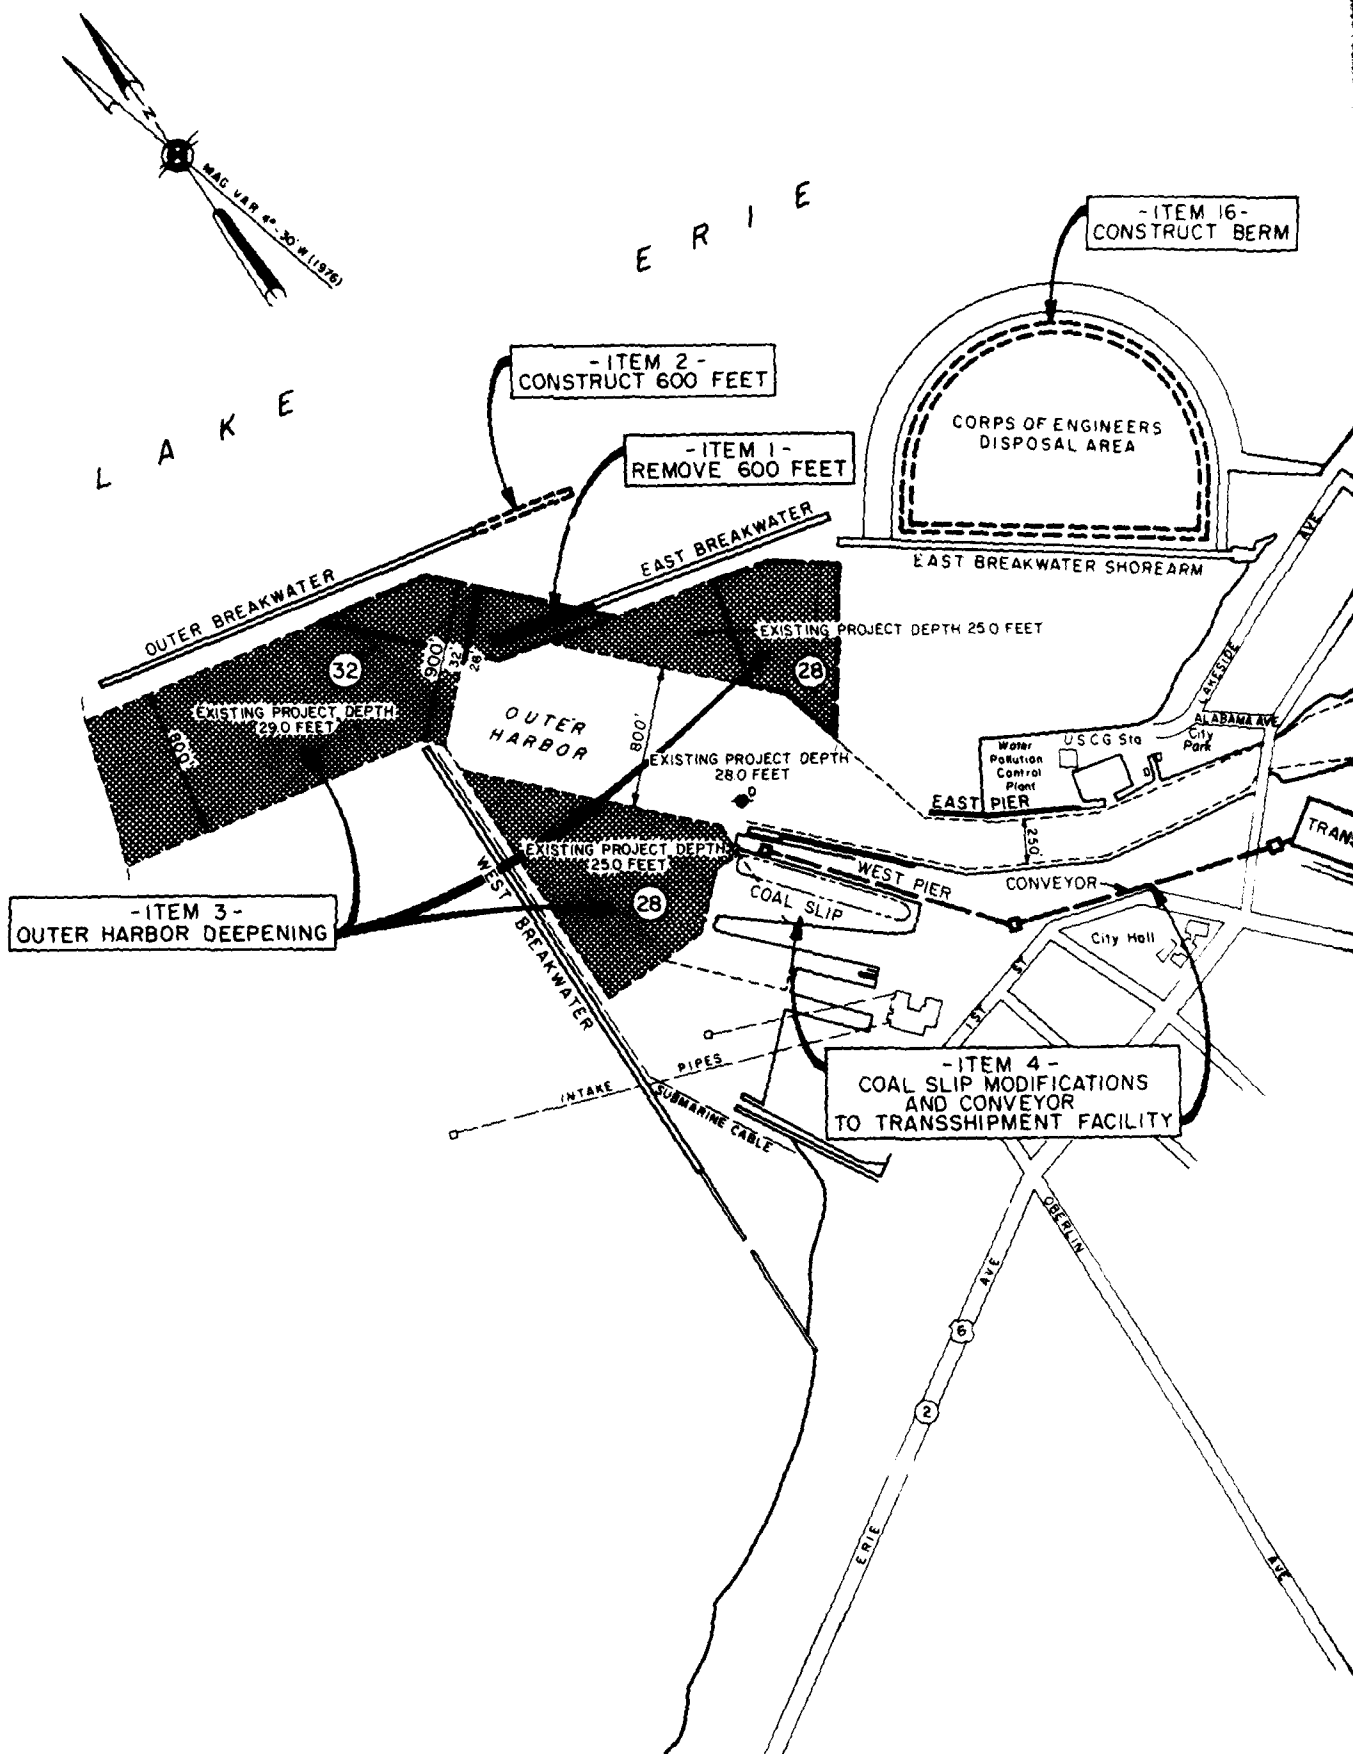 N
MAG VAR 4°-30' W (1976)
LAKE ERIE
-ITEM 16-
CONSTRUCT BERM
-ITEM 2-
CONSTRUCT 600 FEET
-ITEM 1-
REMOVE 600 FEET
CORPS OF ENGINEERS
DISPOSAL AREA
OUTER BREAKWATER
EAST BREAKWATER
EAST BREAKWATER SHOREARM
AVE
LAKESIDE
EXISTING PROJECT DEPTH 25.0 FEET
32
900'
32'
28'
28
EXISTING PROJECT DEPTH
29.0 FEET
800'
OUTER
HARBOR
800'
EXISTING PROJECT DEPTH
28.0 FEET
D
ALABAMA AVE
City
Park
USCG Sta
Water
Pollution
Control
Plant
EAST PIER
250'
TRANS
EXISTING PROJECT DEPTH
25.0 FEET
28
WEST PIER
CONVEYOR
COAL SLIP
City Hall
WEST BREAKWATER
-ITEM 3-
OUTER HARBOR DEEPENING
1ST ST
-ITEM 4-
COAL SLIP MODIFICATIONS
AND CONVEYOR
TO TRANSSHIPMENT FACILITY
INTAKE PIPES
SUBMARINE CABLE
OBERLIN
AVE
6
2
ERIE
AVE